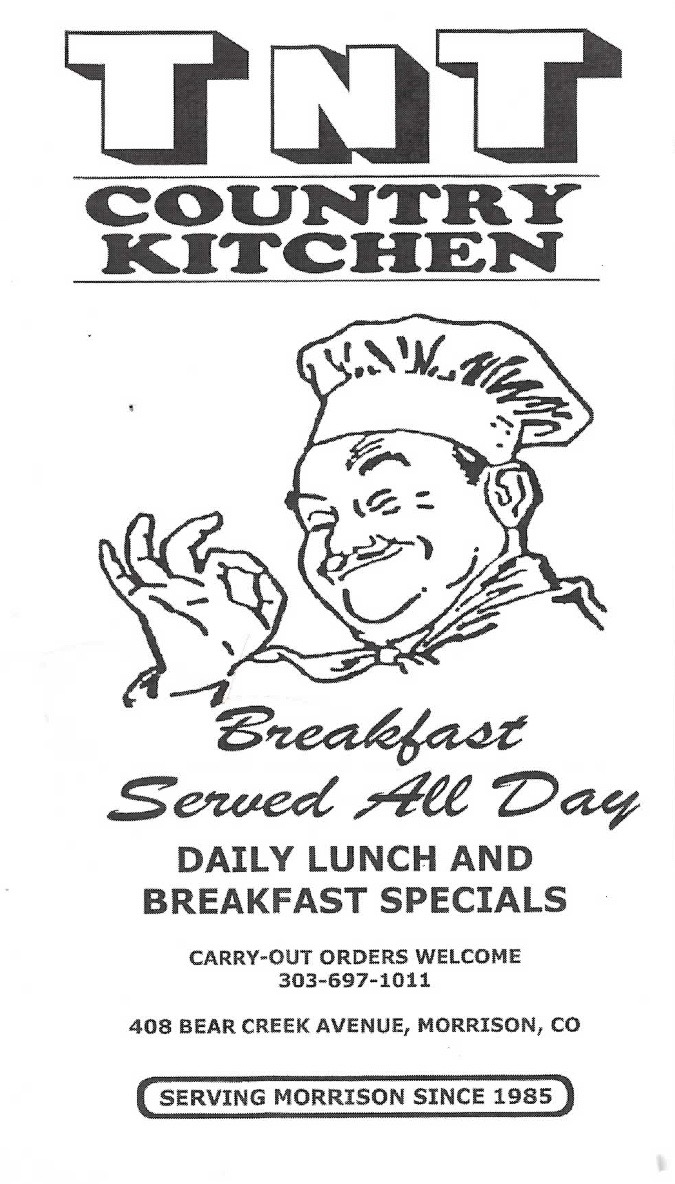 TNT
COUNTRY
KITCHEN
Breakfast
Served All Day
DAILY LUNCH AND
BREAKFAST SPECIALS
CARRY-OUT ORDERS WELCOME
303-697-1011
408 BEAR CREEK AVENUE, MORRISON, CO
SERVING MORRISON SINCE 1985